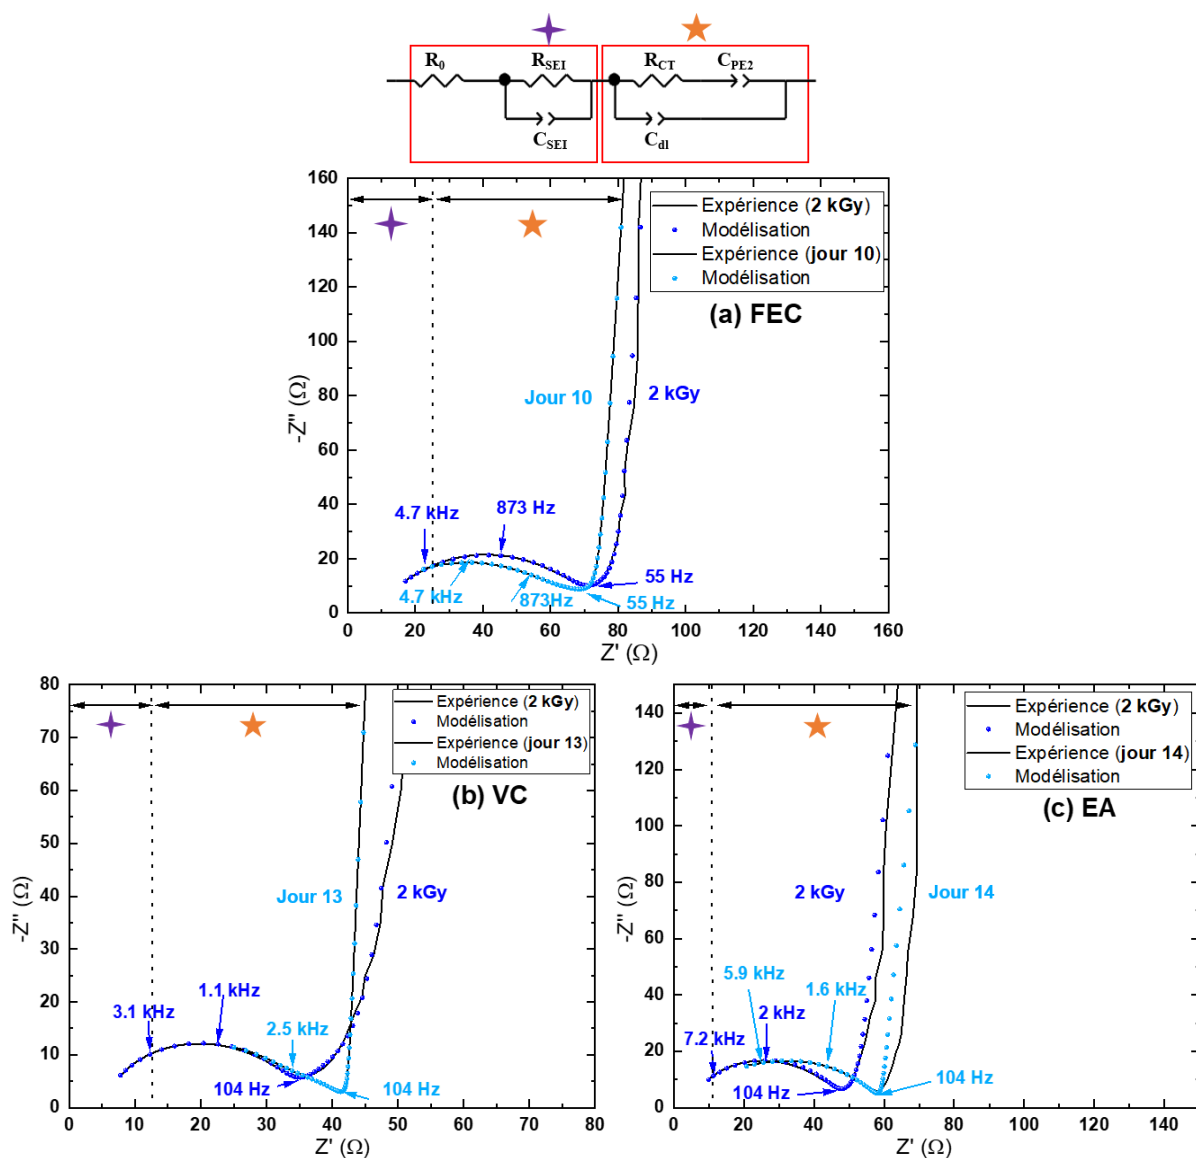 R0 RSEI RCT CPE2
CSEI Cdl
160
140
120
100
80
60
40
20
0
-Z'' (Ω)
Expérience (2 kGy)
Modélisation
Expérience (jour 10)
Modélisation
(a) FEC
Jour 10
2 kGy
4.7 kHz
873 Hz
55 Hz
4.7 kHz
873Hz
55 Hz
0 20 40 60 80 100 120 140 160
Z' (Ω)
80
70
60
50
40
30
20
10
0
-Z'' (Ω)
Expérience (2 kGy)
Modélisation
Expérience (jour 13)
Modélisation
(b) VC
Jour 13
2 kGy
3.1 kHz
1.1 kHz
2.5 kHz
104 Hz
104 Hz
0 10 20 30 40 50 60 70 80
Z' (Ω)
140
120
100
80
60
40
20
0
-Z'' (Ω)
Expérience (2 kGy)
Modélisation
Expérience (jour 14)
Modélisation
(c) EA
2 kGy
Jour 14
5.9 kHz
1.6 kHz
2 kHz
7.2 kHz
104 Hz
104 Hz
0 20 40 60 80 100 120 140
Z' (Ω)